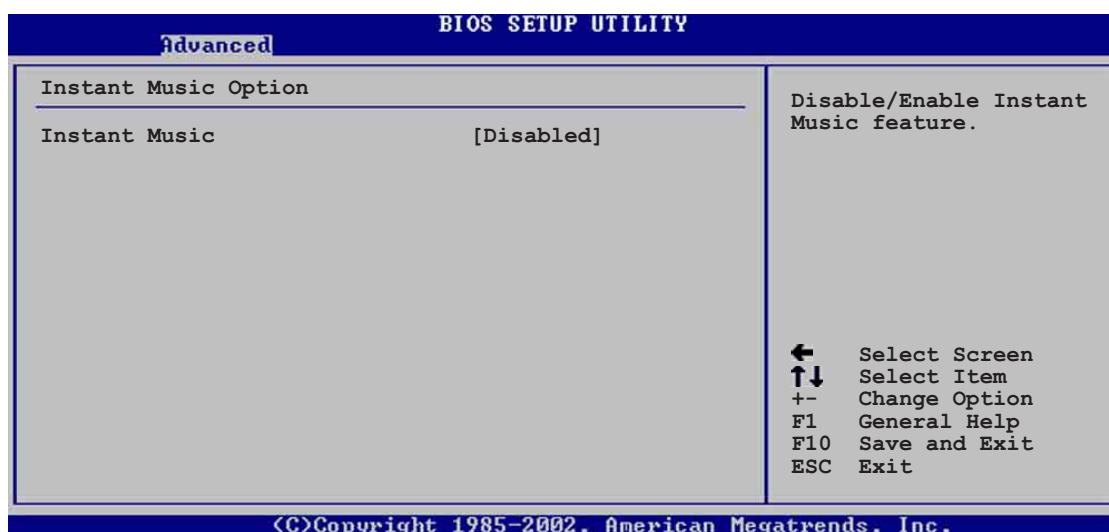 BIOS SETUP UTILITY
Advanced
Instant Music Option
Instant Music [Disabled]
Disable/Enable Instant
Music feature.
← Select Screen
↑↓ Select Item
+- Change Option
F1 General Help
F10 Save and Exit
ESC Exit
(C)Copyright 1985-2002, American Megatrends, Inc.